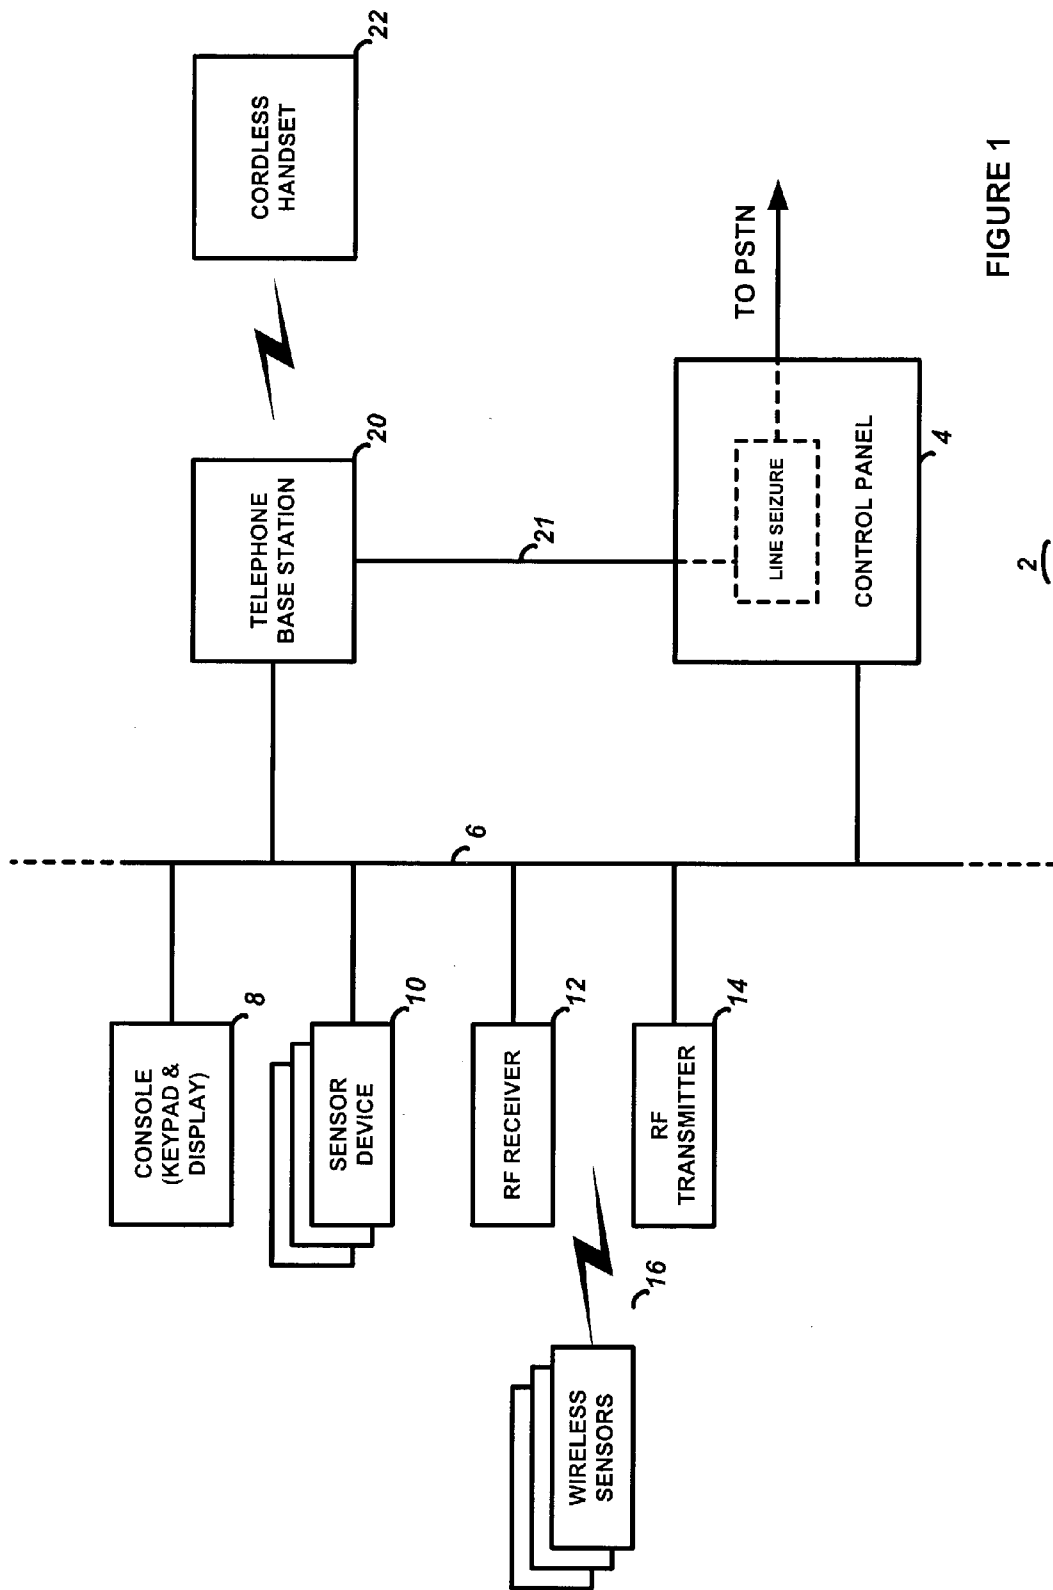 CONSOLE
(KEYPAD &
DISPLAY)
8
SENSOR
DEVICE
10
WIRELESS
SENSORS
16
RF RECEIVER
12
RF
TRANSMITTER
14
6
TELEPHONE
BASE STATION
20
CORDLESS
HANDSET
22
21
LINE SEIZURE
CONTROL PANEL
4
TO PSTN
2
FIGURE 1